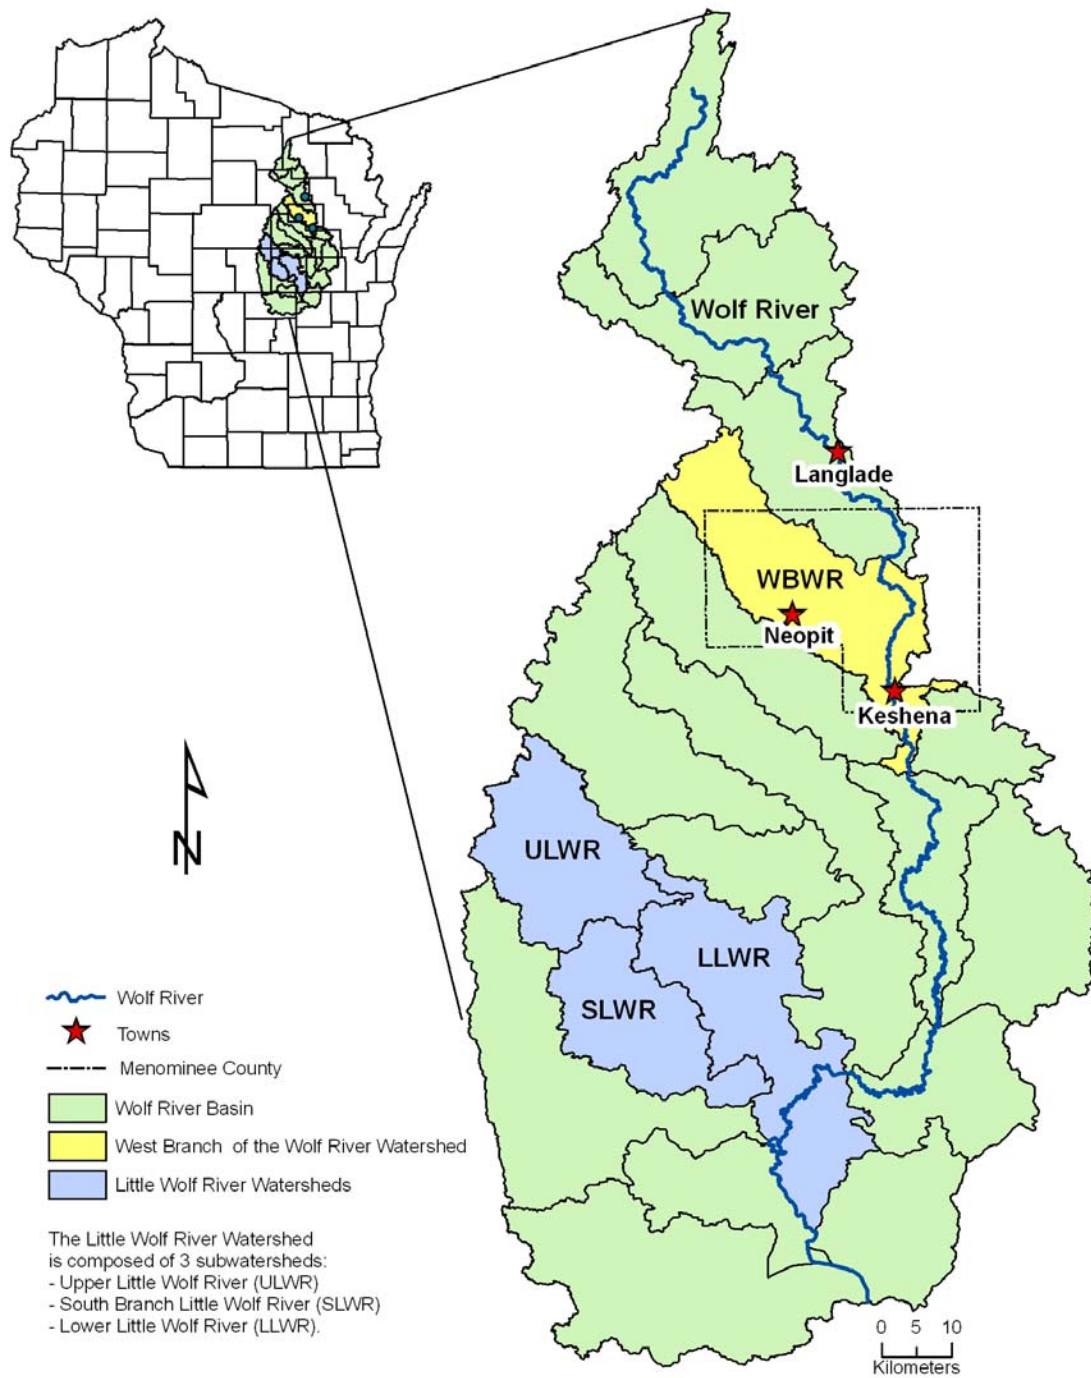 Wolf River
Langlade
WBWR
Neopit
Keshena
ULWR
LLWR
SLWR
N
Wolf River
Towns
Menominee County
Wolf River Basin
West Branch of the Wolf River Watershed
Little Wolf River Watersheds
The Little Wolf River Watershed
is composed of 3 subwatersheds:
- Upper Little Wolf River (ULWR)
- South Branch Little Wolf River (SLWR)
- Lower Little Wolf River (LLWR).
0 5 10
Kilometers